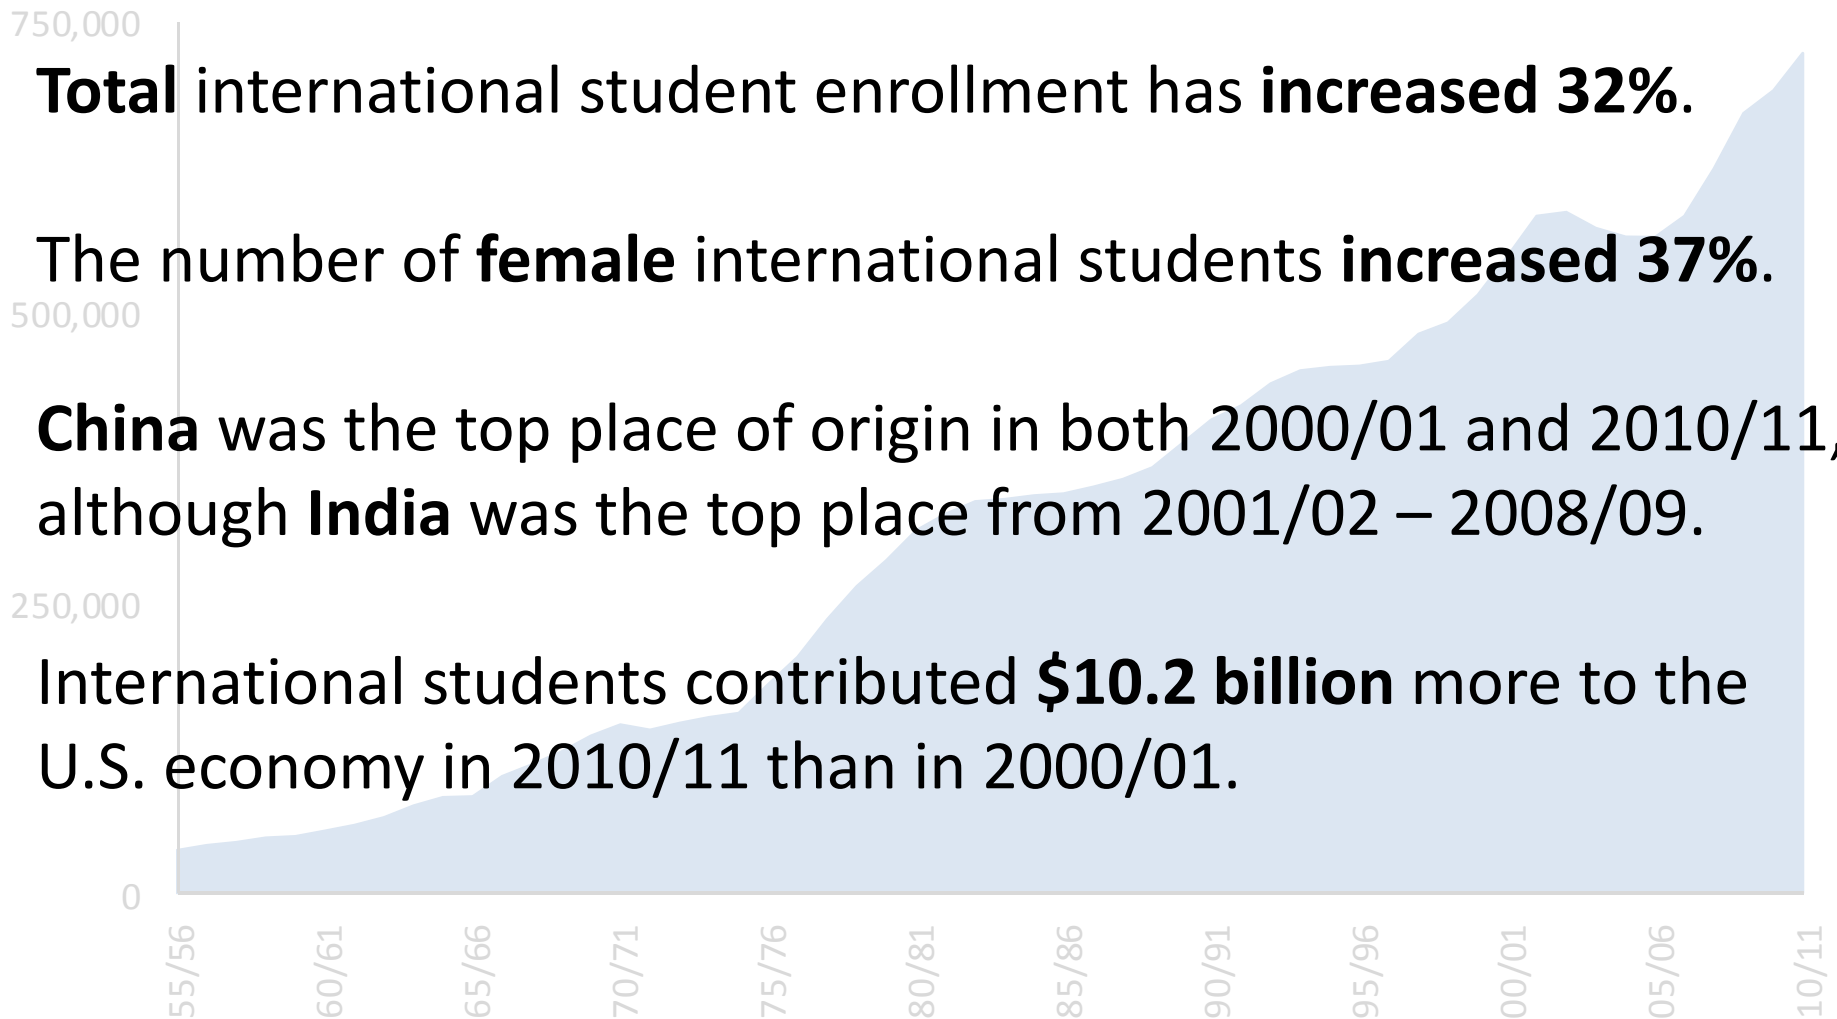 750,000
Total international student enrollment has increased 32%.
The number of female international students increased 37%.
500,000
China was the top place of origin in both 2000/01 and 2010/11,
although India was the top place from 2001/02 – 2008/09.
250,000
International students contributed $10.2 billion more to the
U.S. economy in 2010/11 than in 2000/01.
0
55/56 60/61 65/66 70/71 75/76 80/81 85/86 90/91 95/96 00/01 05/06 10/11